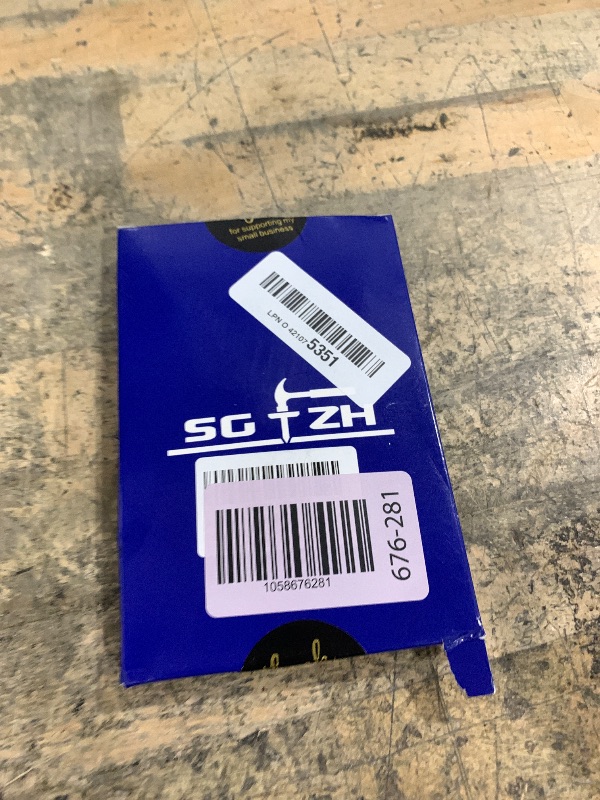 for supporting my
small business
LPN O 42107 5351
SG ZH
1058676281
676-281